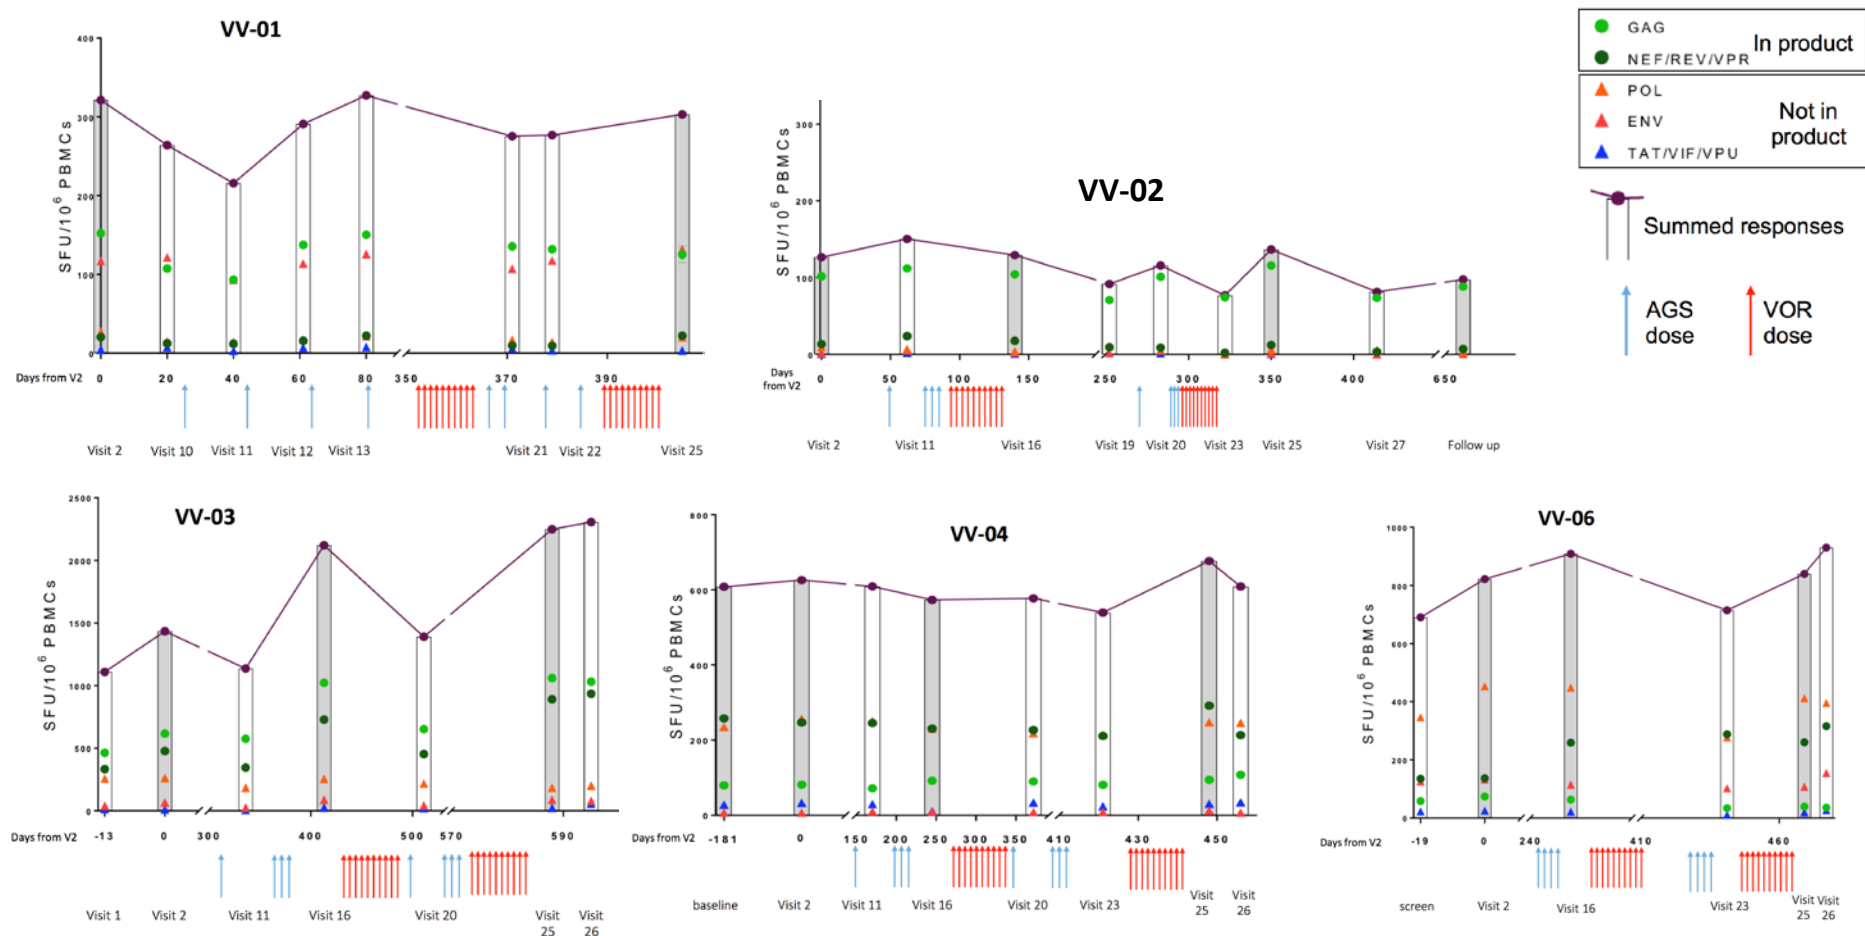 VV-01
400
300
200
100
0
SFU/10^6 PBMCs
Days from V2 0 20 40 60 80 350 370 390
Visit 2 Visit 10 Visit 11 Visit 12 Visit 13 Visit 21 Visit 22 Visit 25
VV-02
300
200
100
0
SFU/10^6 PBMCs
Days
from V2
0 50 100 150 250 300 350 400 650
Visit 2 Visit 11 Visit 16 Visit 19 Visit 20 Visit 23 Visit 25 Visit 27 Follow up
GAG
NEF/REV/VPR
In product
POL
ENV
TAT/VIF/VPU
Not in
product
Summed responses
AGS
dose
VOR
dose
VV-03
2500
2000
1500
1000
500
0
SFU/10^6 PBMCs
Days from V2 -13 0 300 400 500 570 590
Visit 1 Visit 2 Visit 11 Visit 16 Visit 20 Visit
25
Visit
26
VV-04
800
600
400
200
0
SFU/10^6 PBMCs
Days from V2 -181 0 150 200 250 300 350 410 430 450
baseline Visit 2 Visit 11 Visit 16 Visit 20 Visit 23 Visit
25
Visit
26
VV-06
1000
800
600
400
200
0
SFU/10^6 PBMCs
Days from V2 -19 0 240 410 460
screen Visit 2 Visit 16 Visit 23 Visit
25
Visit
26